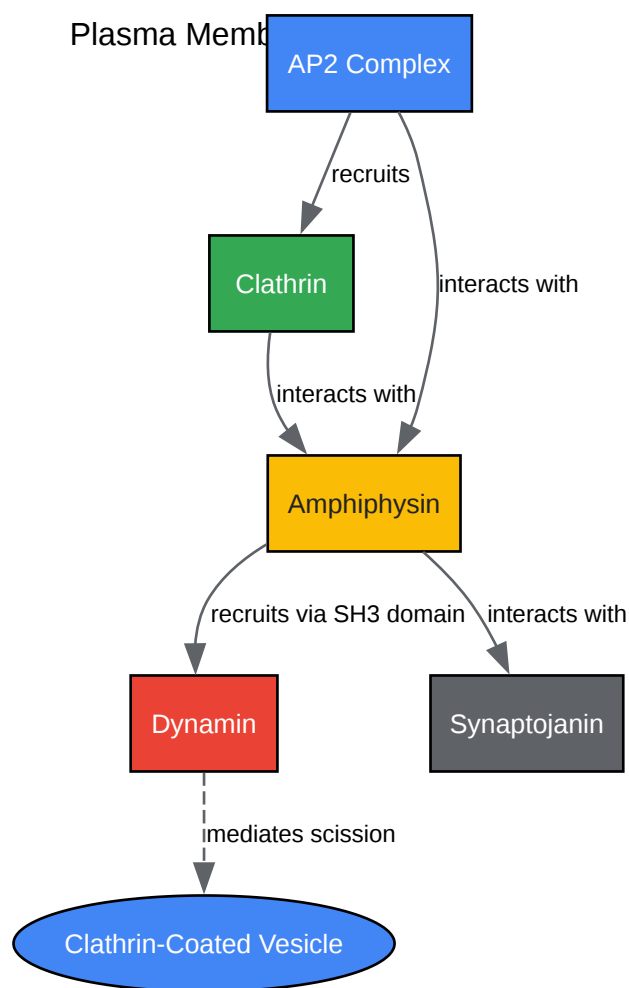 Plasma Memb
AP2 Complex
recruits
Clathrin
interacts with
interacts with
Amphiphysin
recruits via SH3 domain
interacts with
Dynamin
Synaptojanin
mediates scission
Clathrin-Coated Vesicle